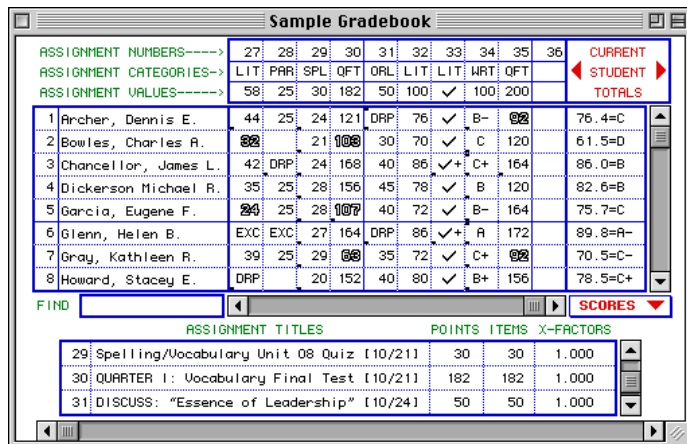 Sample Gradebook
ASSIGNMENT NUMBERS----> 27 28 29 30 31 32 33 34 35 36 CURRENT
ASSIGNMENT CATEGORIES-> LIT PAR SPL QFT ORL LIT LIT WRT QFT STUDENT
ASSIGNMENT VALUES-----> 58 25 30 182 50 100 ✓ 100 200 TOTALS
1 Archer, Dennis E. 44 25 24 121 DRP 76 ✓ B- 92 76.4=C
2 Bowles, Charles A. 32 21 103 30 70 ✓ C 120 61.5=D
3 Chancellor, James L. 42 DRP 24 168 40 86 ✓+ C+ 164 86.0=B
4 Dickerson Michael R. 35 25 28 156 45 78 ✓ B 120 82.6=B
5 Garcia, Eugene F. 24 25 28 107 40 72 ✓ B- 164 75.7=C
6 Glenn, Helen B. EXC EXC 27 164 DRP 86 ✓+ A 172 89.8=A-
7 Gray, Kathleen R. 39 25 29 63 35 72 ✓ C+ 92 70.5=C-
8 Howard, Stacey E. DRP 20 152 40 80 ✓ B+ 156 78.5=C+
FIND SCORES
ASSIGNMENT TITLES POINTS ITEMS X-FACTORS
29 Spelling/Vocabulary Unit 08 Quiz [10/21] 30 30 1.000
30 QUARTER I: Vocabulary Final Test [10/21] 182 182 1.000
31 DISCUSS: "Essence of Leadership" [10/24] 50 50 1.000